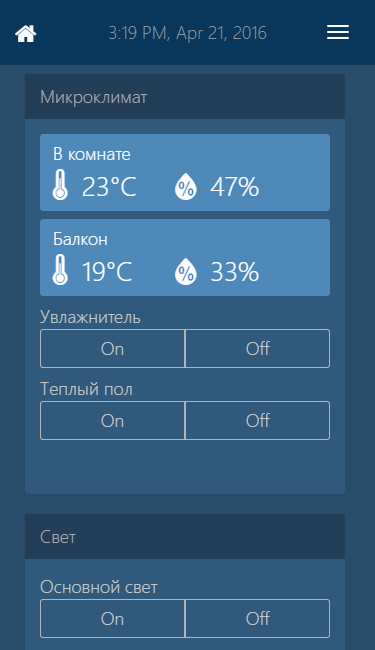 3:19 PM, Apr 21, 2016
Микроклимат
В комнате
23°C % 47%
Балкон
19°C % 33%
Увлажнитель
On Off
Теплый пол
On Off
Свет
Основной свет
On Off